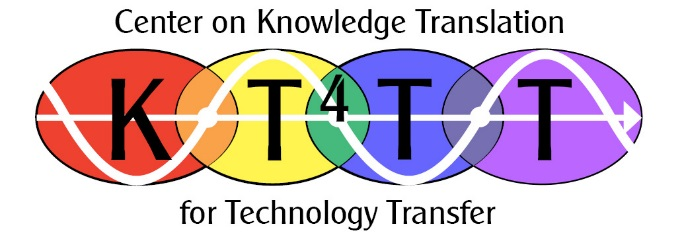 Center on Knowledge Translation
KT4TT
for Technology Transfer